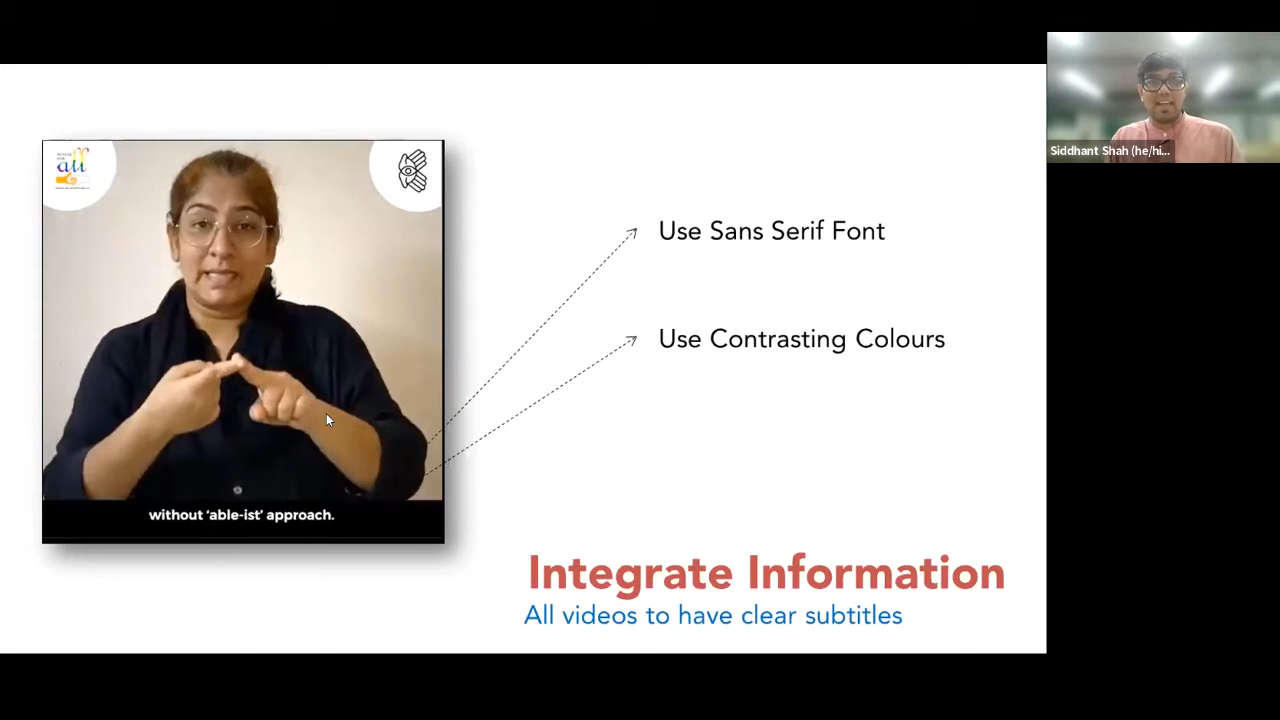 all
without ‘able-ist’ approach.
Use Sans Serif Font
Use Contrasting Colours
Integrate Information
All videos to have clear subtitles
Siddhant Shah (he/hi...